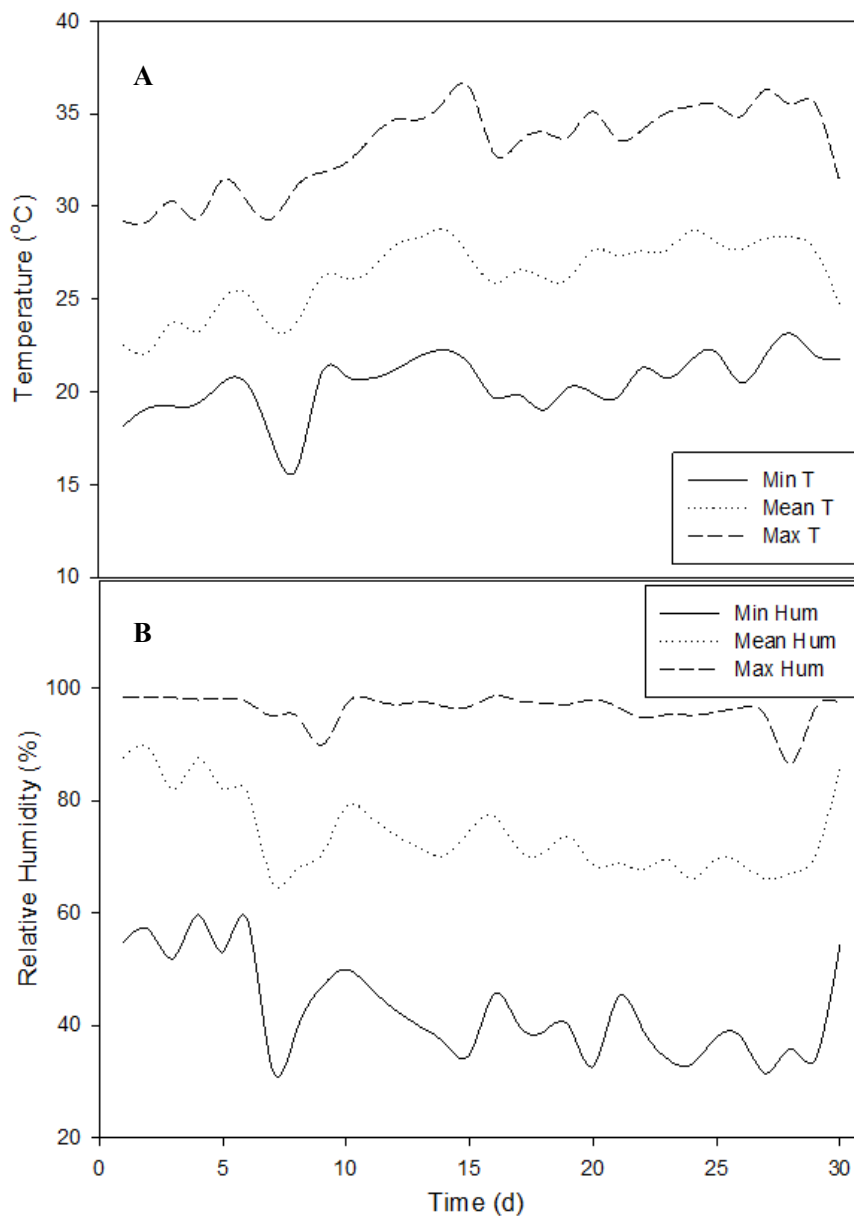 40
A
35
30
Temperature (°C)
25
20
15
10
Min T
Mean T
Max T
B
Min Hum
Mean Hum
Max Hum
100
80
Relative Humidity (%)
60
40
20
0 5 10 15 20 25 30
Time (d)